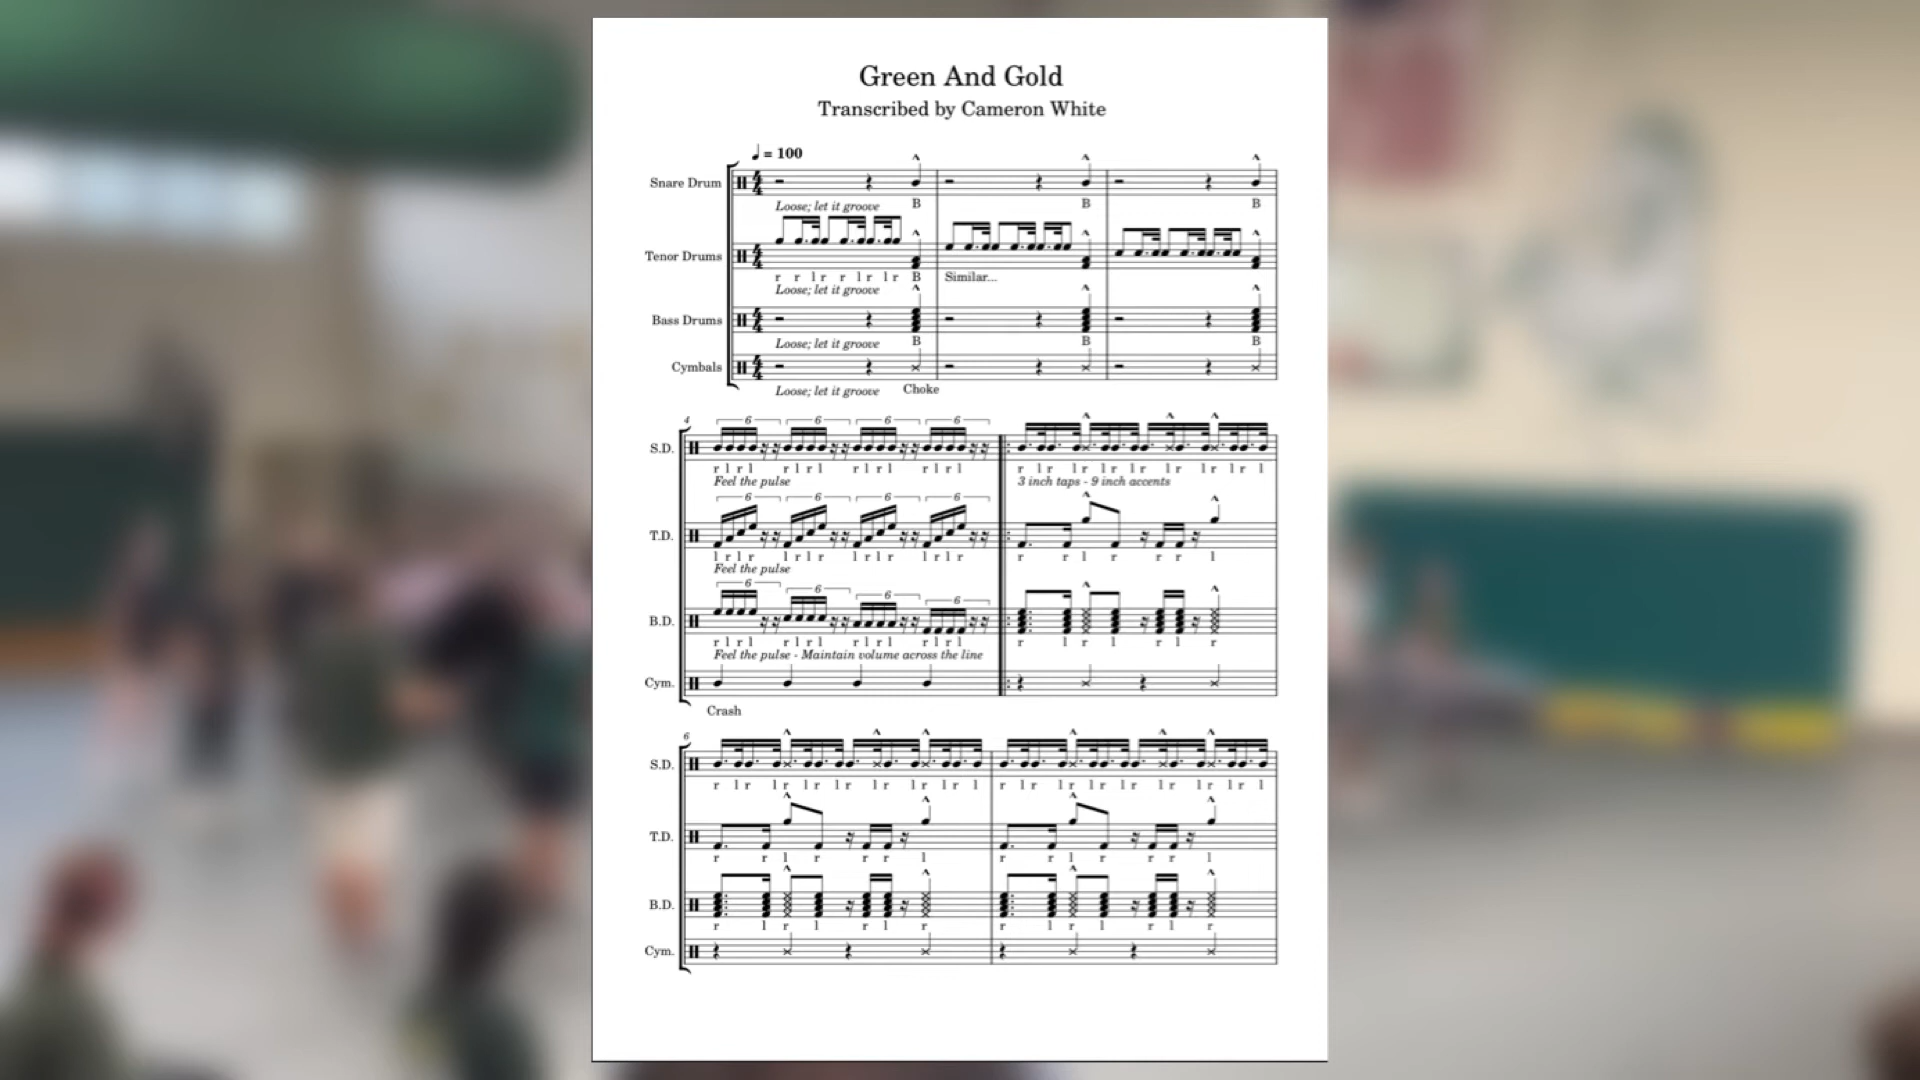 Green And Gold
Transcribed by Cameron White
= 100
Snare Drum
Loose; let it groove B B B
Tenor Drums
r r l r r l r l r B Similar...
Loose; let it groove
Bass Drums
Loose; let it groove B B B
Cymbals
Loose; let it groove Choke
4 6 6 6 6
S.D.
r l r l r l r l r l r l r l r l r l r l r l r l r l r l r l r l
Feel the pulse 3 inch taps - 9 inch accents
6 6 6 6
T.D.
l r l r l r l r l r l r l r l r r r l r r r l
Feel the pulse
6 6 6 6
B.D.
r l r l r l r l r l r l r l r l r l r l r l r
Feel the pulse - Maintain volume across the line
Cym.
Crash
6
S.D.
r l r l r l r l r l r l r l r l r l r l r l r l r l r l r l r l
T.D.
r r l r r r l r r l r r r l
B.D.
r l r l r l r r l r l r l r
Cym.